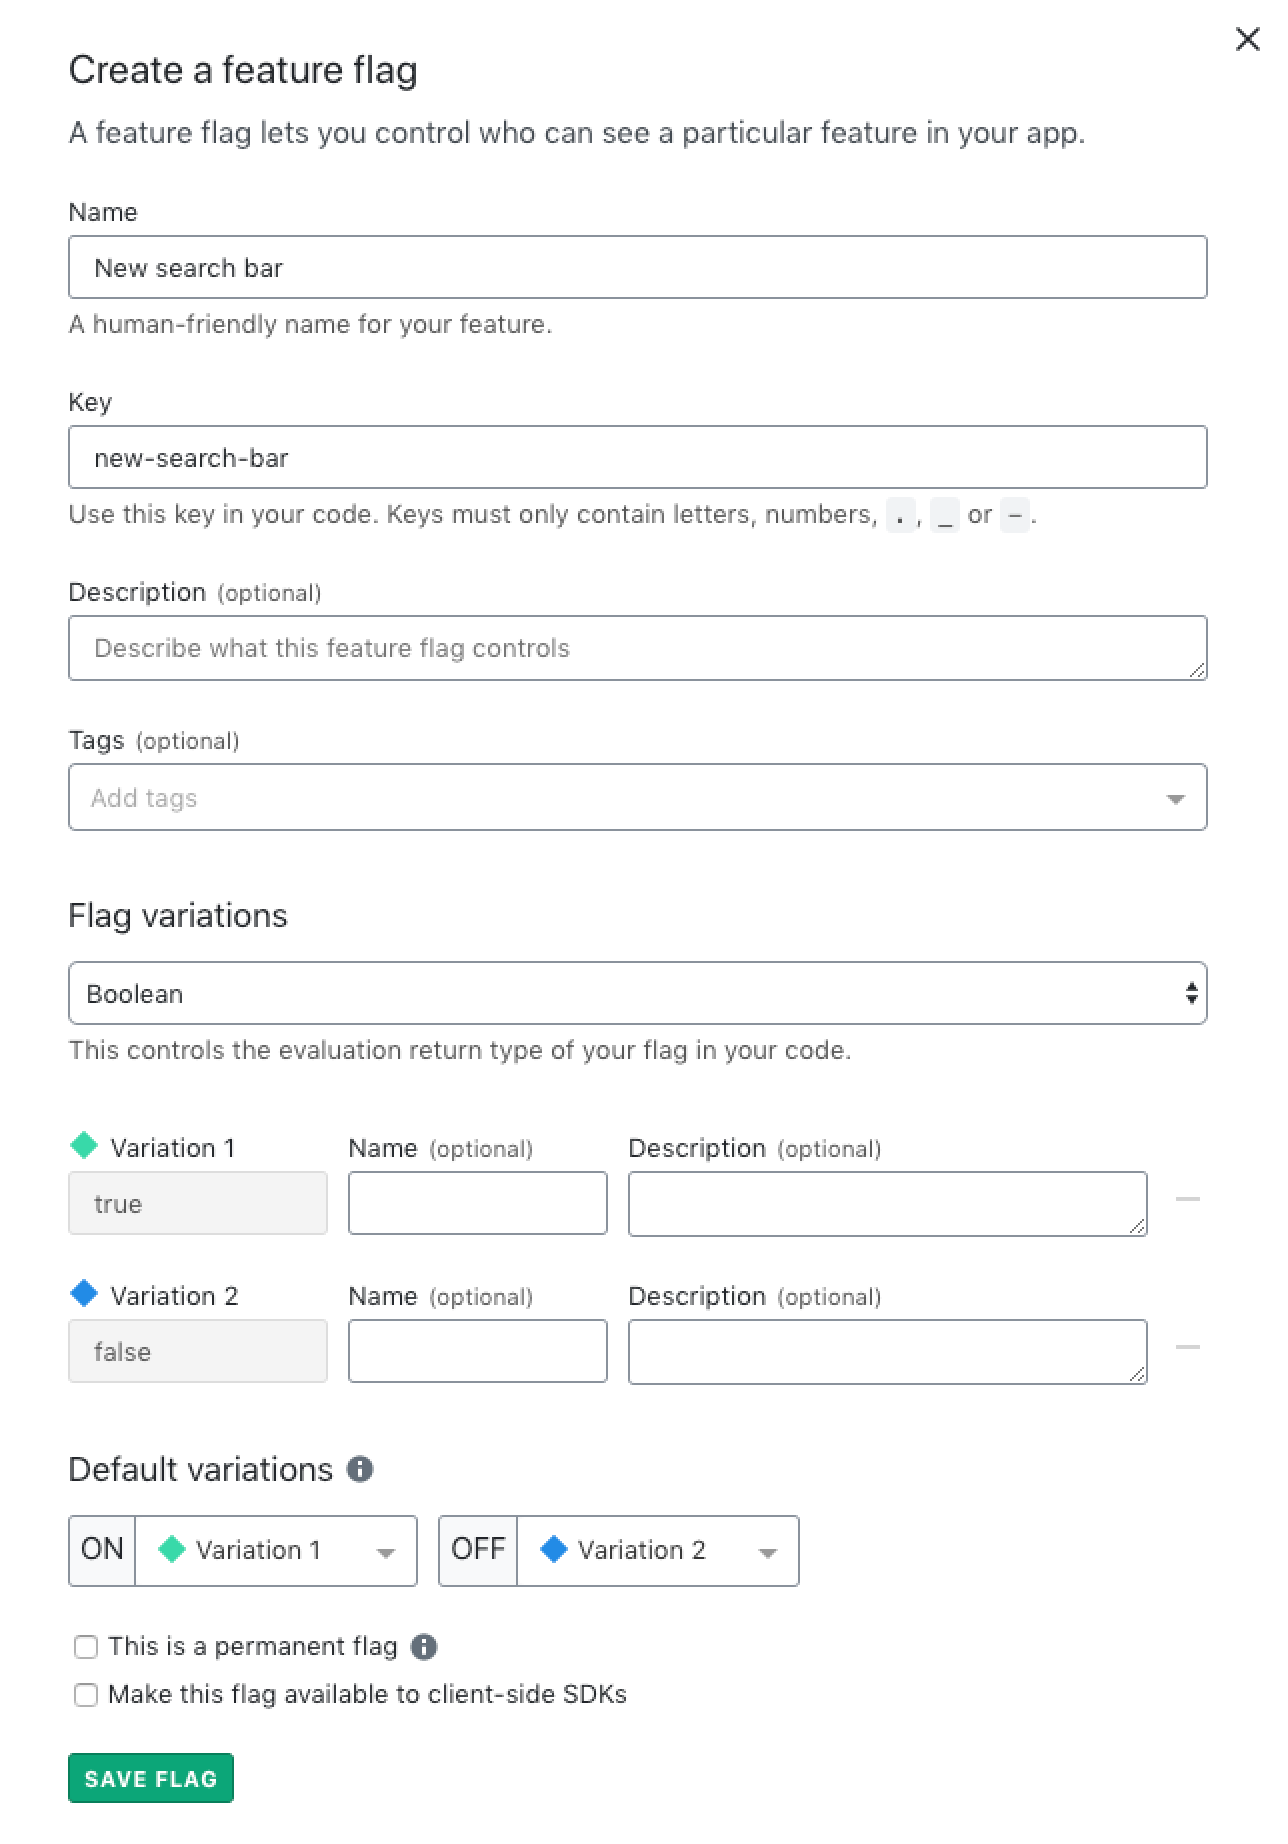 Create a feature flag
A feature flag lets you control who can see a particular feature in your app.
Name
New search bar
A human-friendly name for your feature.
Key
new-search-bar
Use this key in your code. Keys must only contain letters, numbers, . , _ or - .
Description (optional)
Describe what this feature flag controls
Tags (optional)
Add tags
Flag variations
Boolean
This controls the evaluation return type of your flag in your code.
Variation 1 Name (optional) Description (optional)
true
Variation 2 Name (optional) Description (optional)
false
Default variations
ON Variation 1 OFF Variation 2
This is a permanent flag
Make this flag available to client-side SDKs
SAVE FLAG